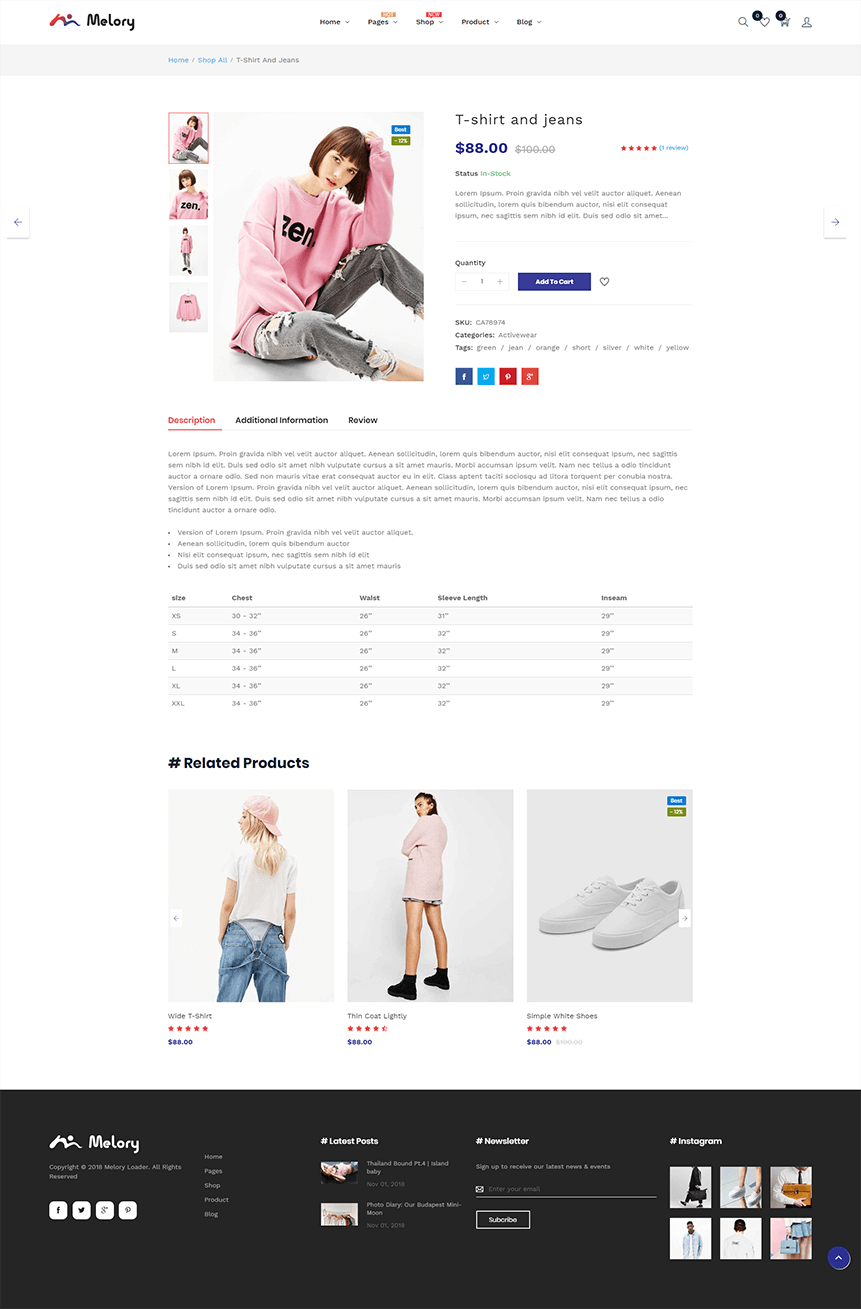 Melory
Home
HOT
Pages
NEW
Shop
Product
Blog
0
0
Home / Shop All / T-Shirt And Jeans
zen.
zen.
zen.
Best
- 12%
T-shirt and jeans
$88.00 $100.00
(1 review)
Status In-Stock
Lorem Ipsum. Proin gravida nibh vel velit auctor aliquet. Aenean
sollicitudin, lorem quis bibendum auctor, nisi elit consequat
ipsum, nec sagittis sem nibh id elit. Duis sed odio sit amet...
Quantity
− 1 +
Add To Cart
SKU: CA78974
Categories: Activewear
Tags: green / jean / orange / short / silver / white / yellow
Description
Additional Information
Review
Lorem Ipsum. Proin gravida nibh vel velit auctor aliquet. Aenean sollicitudin, lorem quis bibendum auctor, nisi elit consequat ipsum, nec sagittis
sem nibh id elit. Duis sed odio sit amet nibh vulputate cursus a sit amet mauris. Morbi accumsan ipsum velit. Nam nec tellus a odio tincidunt
auctor a ornare odio. Sed non mauris vitae erat consequat auctor eu in elit. Class aptent taciti sociosqu ad litora torquent per conubia nostra.
Version of Lorem Ipsum. Proin gravida nibh vel velit auctor aliquet. Aenean sollicitudin, lorem quis bibendum auctor, nisi elit consequat ipsum, nec
sagittis sem nibh id elit. Duis sed odio sit amet nibh vulputate cursus a sit amet mauris. Morbi accumsan ipsum velit. Nam nec tellus a odio
tincidunt auctor a ornare odio.
• Version of Lorem Ipsum. Proin gravida nibh vel velit auctor aliquet.
• Aenean sollicitudin, lorem quis bibendum auctor
• Nisi elit consequat ipsum, nec sagittis sem nibh id elit
• Duis sed odio sit amet nibh vulputate cursus a sit amet mauris
size Chest Waist Sleeve Length Inseam
XS 30 - 32" 26" 31" 29"
S 34 - 36" 26" 32" 29"
M 34 - 36" 26" 32" 29"
L 34 - 36" 26" 32" 29"
XL 34 - 36" 26" 32" 29"
XXL 34 - 36" 26" 32" 29"
# Related Products
Best
- 12%
Wide T-Shirt
$88.00
Thin Coat Lightly
$88.00
Simple White Shoes
$88.00 $100.00
Melory
Copyright © 2018 Melory Loader. All Rights
Reserved
Home
Pages
Shop
Product
Blog
# Latest Posts
Thailand Bound Pt.4 | Island
baby
Nov 01, 2018
Photo Diary: Our Budapest Mini-
Moon
Nov 01, 2018
# Newsletter
Sign up to receive our latest news & events
Enter your email
Subcribe
# Instagram